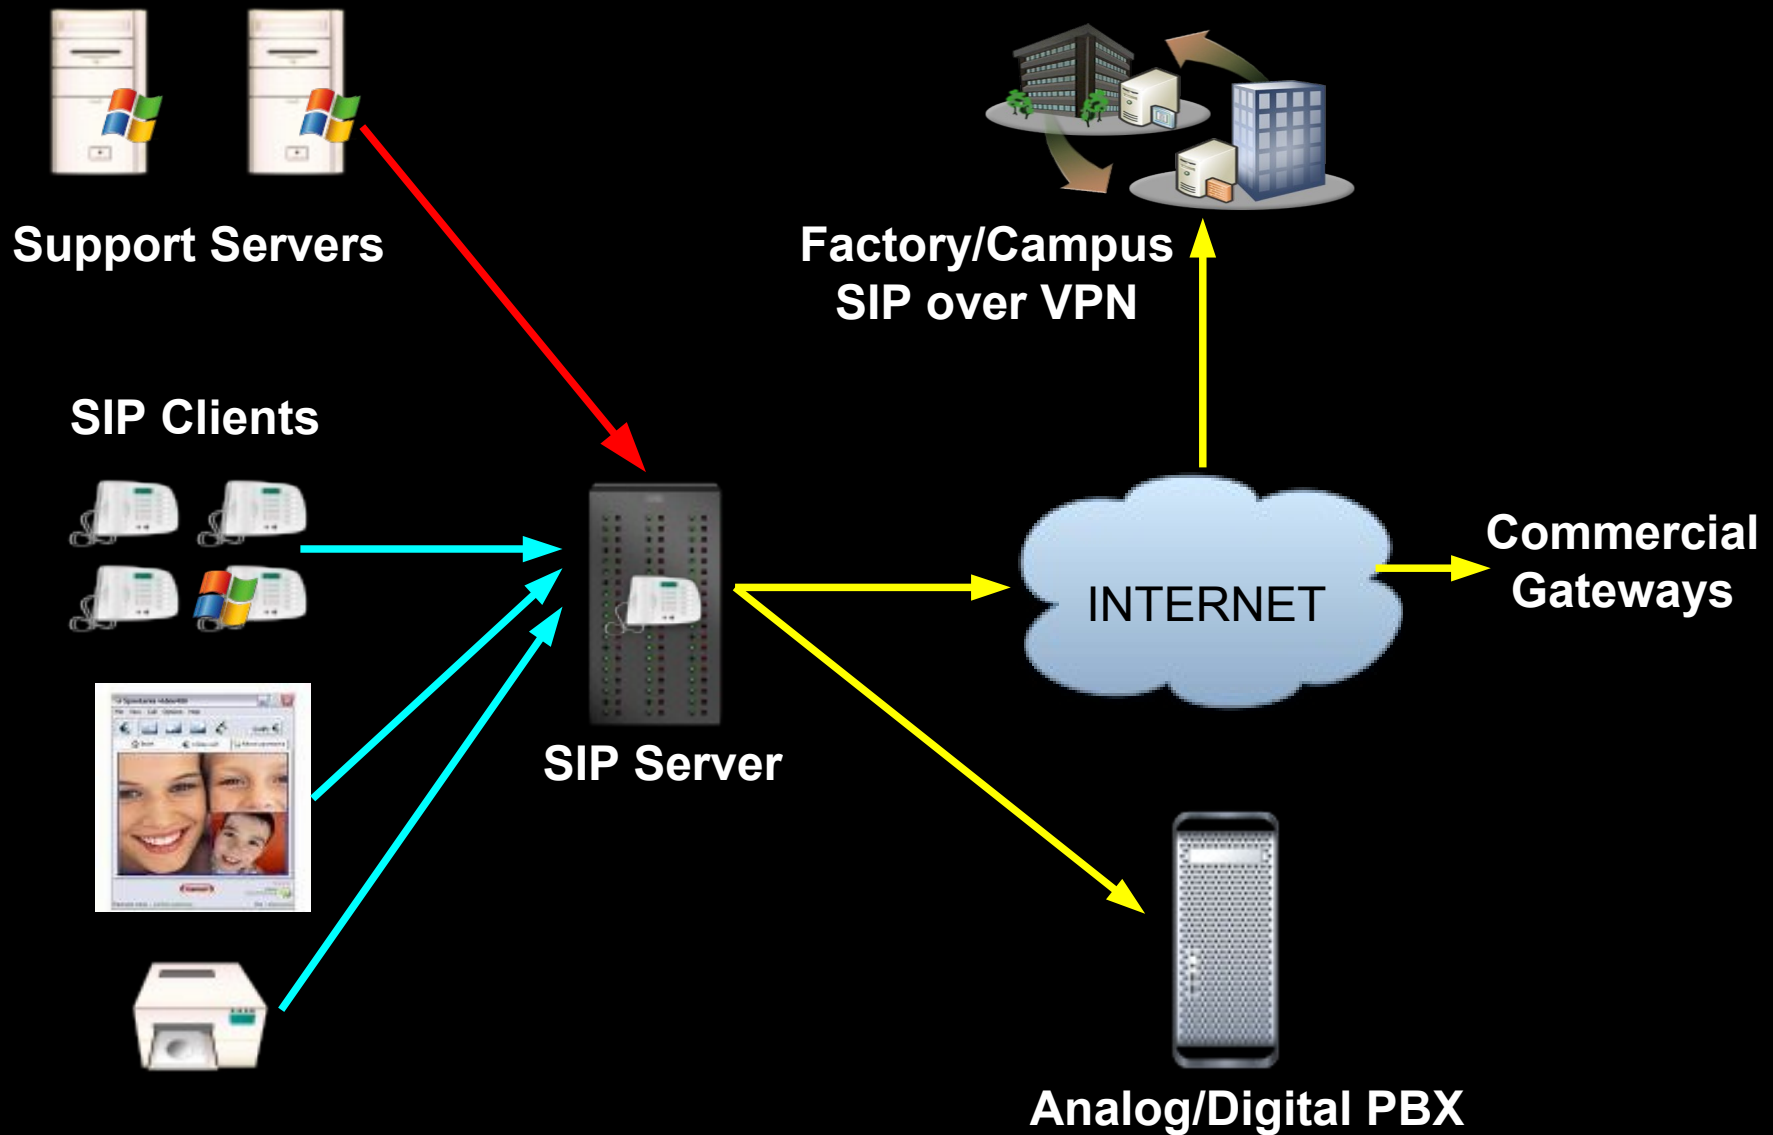 Support Servers
Factory/Campus
SIP over VPN
SIP Clients
Commercial
Gateways
INTERNET
SIP Server
Analog/Digital PBX